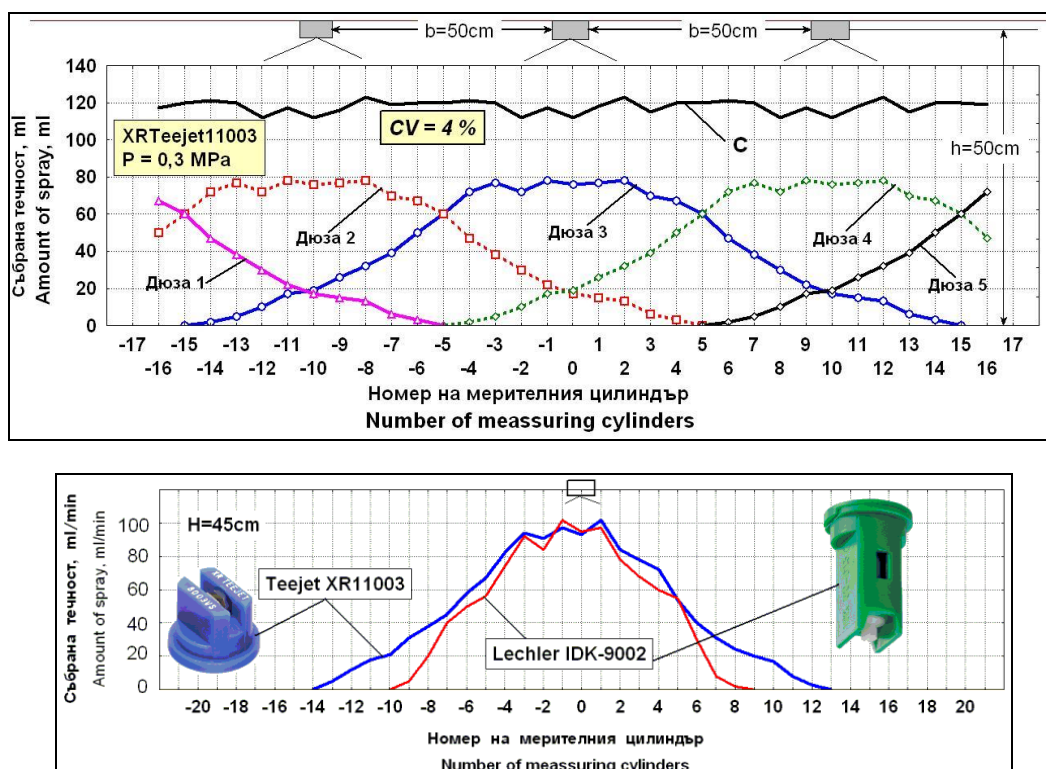 b=50cm b=50cm
140
120
100
80
60
40
20
0
Събрана течност, ml
Amount of spray, ml
XRTeejet11003
P = 0,3 MPa
CV = 4 %
C
h=50cm
Дюза 1
Дюза 2
Дюза 3
Дюза 4
Дюза 5
-17 -15 -13 -11 -9 -7 -5 -3 -1 1 3 5 7 9 11 13 15 17
-16 -14 -12 -10 -8 -6 -4 -2 0 2 4 6 8 10 12 14 16
Номер на мерителния цилиндър
Number of meassuring cylinders
H=45cm
100
80
60
40
20
0
Събрана течност, ml/min
Amount of spray, ml/min
Teejet XR11003
Lechler IDK-9002
-20 -18 -16 -14 -12 -10 -8 -6 -4 -2 0 2 4 6 8 10 12 14 16 18 20
Номер на мерителния цилиндър
Number of meassuring cylinders